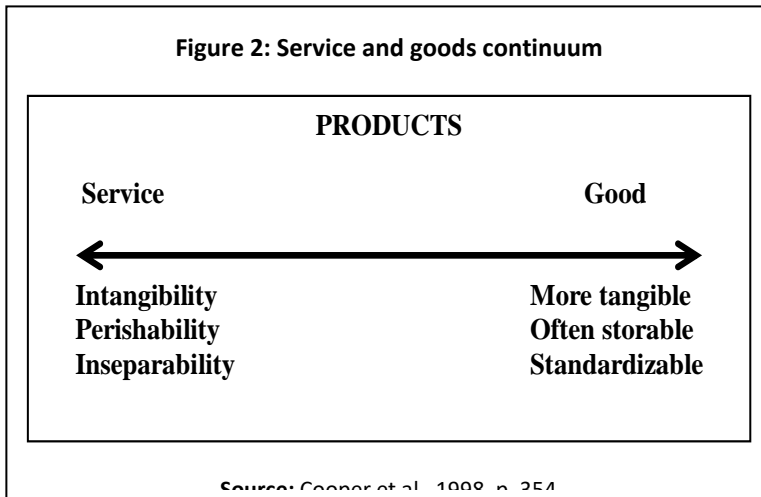 Figure 2: Service and goods continuum
PRODUCTS
Service Good
Intangibility More tangible
Perishability Often storable
Inseparability Standardizable
Source: Cooper et al., 1998, p. 354